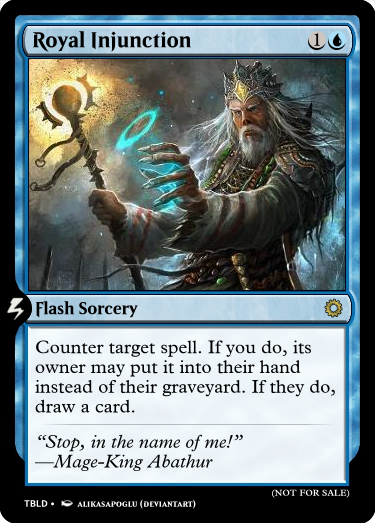 Royal Injunction
1
Flash Sorcery
Counter target spell. If you do, its
owner may put it into their hand
instead of their graveyard. If they do,
draw a card.
“Stop, in the name of me!”
—Mage-King Abathur
TBLD • ALIKASAPOGLU (DEVIANTART)
(NOT FOR SALE)